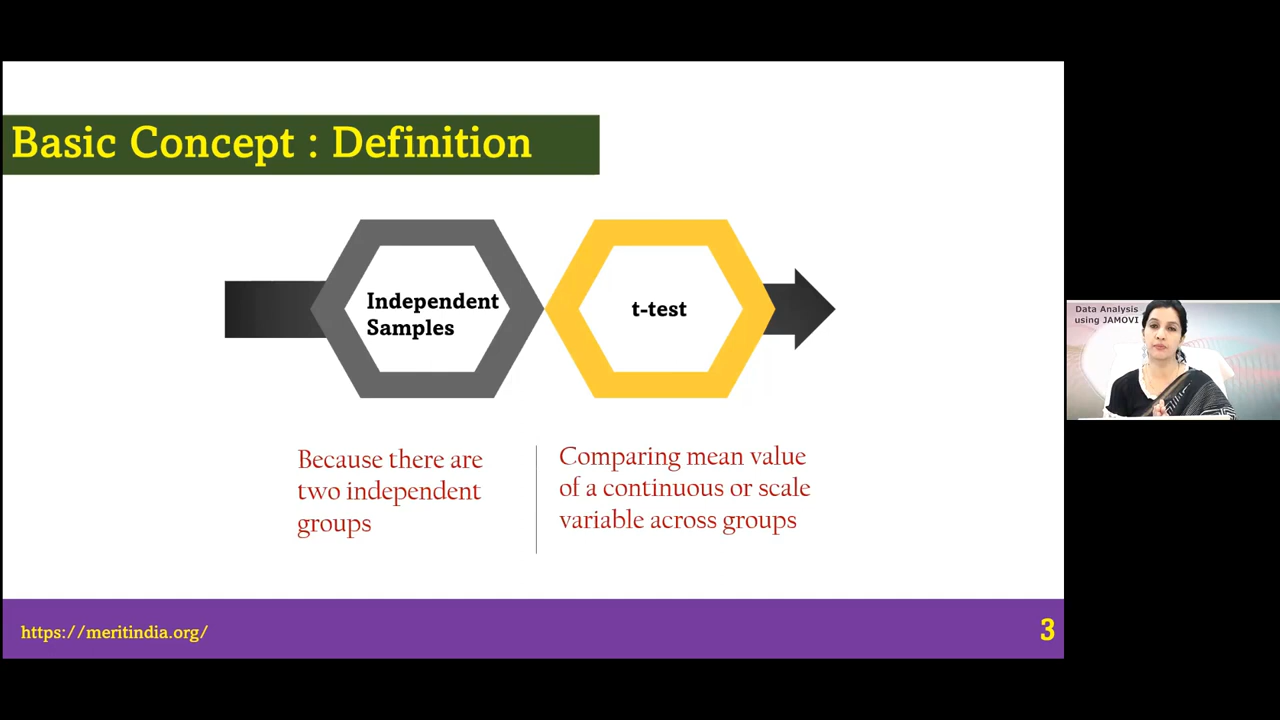 Basic Concept : Definition
Independent
Samples
t-test
Because there are
two independent
groups
Comparing mean value
of a continuous or scale
variable across groups
Data Analysis
using JAMOVI
https://meritindia.org/
3